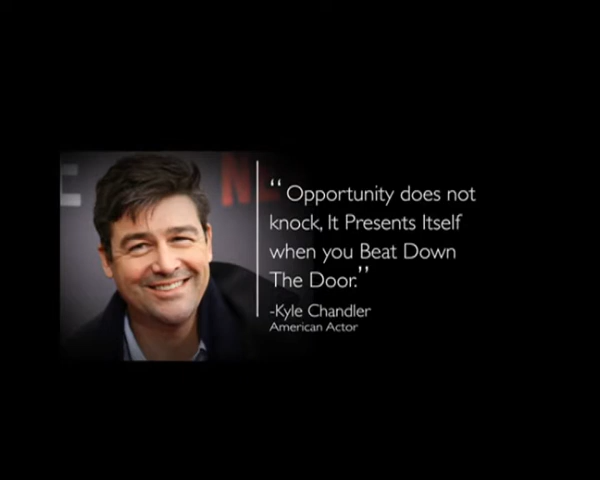 “Opportunity does not
knock, It Presents Itself
when you Beat Down
The Door.”
-Kyle Chandler
American Actor